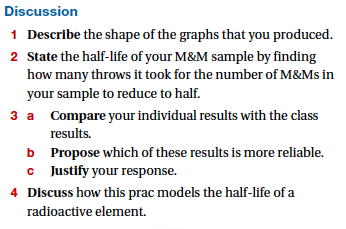 Discussion
1 Describe the shape of the graphs that you produced.
2 State the half-life of your M&M sample by finding
how many throws it took for the number of M&Ms in
your sample to reduce to half.
3 a Compare your individual results with the class
results.
b Propose which of these results is more reliable.
c Justify your response.
4 Discuss how this prac models the half-life of a
radioactive element.